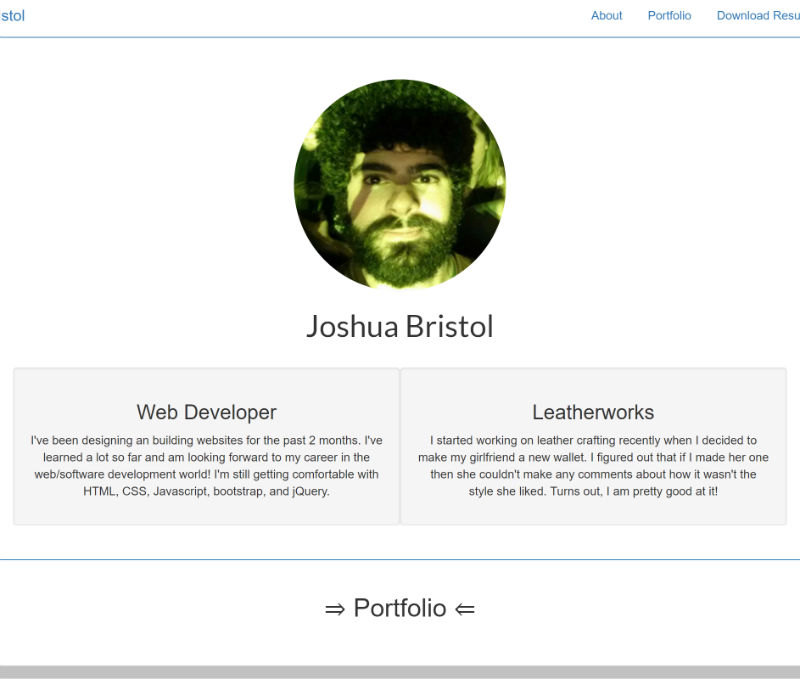 stol
About Portfolio Download Resu
Joshua Bristol
Web Developer
I've been designing an building websites for the past 2 months. I've
learned a lot so far and am looking forward to my career in the
web/software development world! I'm still getting comfortable with
HTML, CSS, Javascript, bootstrap, and jQuery.
Leatherworks
I started working on leather crafting recently when I decided to
make my girlfriend a new wallet. I figured out that if I made her one
then she couldn't make any comments about how it wasn't the
style she liked. Turns out, I am pretty good at it!
⇒ Portfolio ⇐